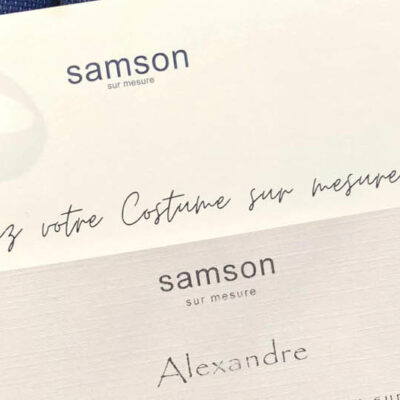 samson
sur mesure
votre Costume sur mesure
samson
sur mesure
Alexandre